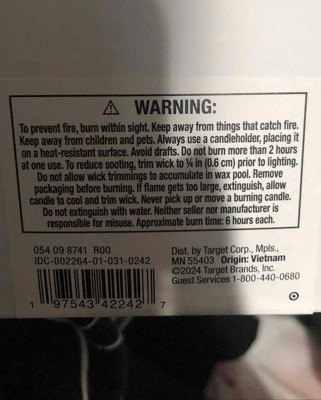 ⚠ WARNING:
To prevent fire, burn within sight. Keep away from things that catch fire.
Keep away from children and pets. Always use a candleholder, placing it
on a heat-resistant surface. Avoid drafts. Do not burn more than 2 hours
at one use. To reduce sooting, trim wick to ¼ in (0.6 cm) prior to lighting.
Do not allow wick trimmings to accumulate in wax pool. Remove
packaging before burning. If flame gets too large, extinguish, allow
candle to cool and trim wick. Never pick up or move a burning candle.
Do not extinguish with water. Neither seller nor manufacturer is
responsible for misuse. Approximate burn time: 6 hours each.
054 09 8741 R00
IDC-002264-01-031-0242
1 97543 42242 7
Dist. by Target Corp., Mpls.,
MN 55403 Origin: Vietnam
©2024 Target Brands, Inc.
Guest Services 1-800-440-0680